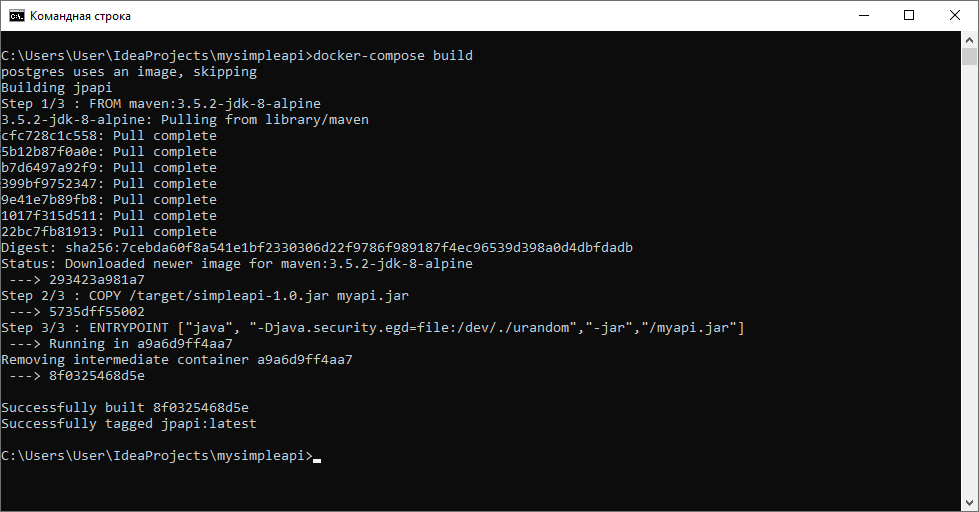 Командная строка
C:\Users\User\IdeaProjects\mysimpleapi>docker-compose build
postgres uses an image, skipping
Building jpapi
Step 1/3 : FROM maven:3.5.2-jdk-8-alpine
3.5.2-jdk-8-alpine: Pulling from library/maven
cfc728c1c558: Pull complete
5b12b87f0a0e: Pull complete
b7d6497a92f9: Pull complete
399bf9752347: Pull complete
9e41e7b89fb8: Pull complete
1017f315d511: Pull complete
22bc7fb81913: Pull complete
Digest: sha256:7cebda60f8a541e1bf2330306d22f9786f989187f4ec96539d398a0d4dbfdadb
Status: Downloaded newer image for maven:3.5.2-jdk-8-alpine
 ---> 293423a981a7
Step 2/3 : COPY /target/simpleapi-1.0.jar myapi.jar
 ---> 5735dff55002
Step 3/3 : ENTRYPOINT ["java", "-Djava.security.egd=file:/dev/./urandom","-jar","/myapi.jar"]
 ---> Running in a9a6d9ff4aa7
Removing intermediate container a9a6d9ff4aa7
 ---> 8f0325468d5e
Successfully built 8f0325468d5e
Successfully tagged jpapi:latest
C:\Users\User\IdeaProjects\mysimpleapi>